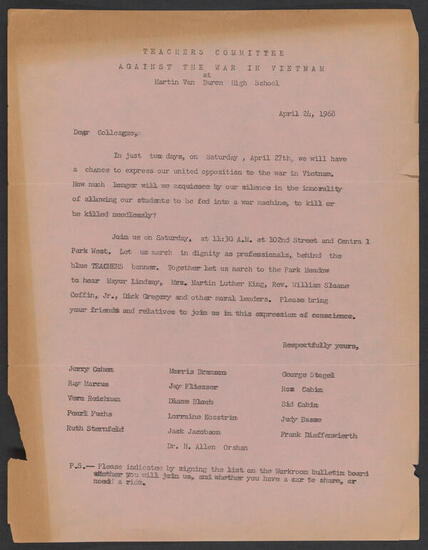 TEACHERS COMMITTEE
AGAINST THE WAR IN VIETNAM
at
Martin Van Buren High School
April 24, 1968
Dear Colleague,
In just two days, on Saturday, April 27th, we will have
a chance to express our united opposition to the war in Vietnam.
How much longer will we acquiesce by our silence in the immorality
of allowing our students to be fed into a war machine, to kill or
be killed needlessly?
Join us on Saturday, at 11:30 A.M. at 102nd Street and Central
Park West. Let us march in dignity as professionals, behind the
blue TEACHERS banner. Together let us march to the Park Meadow
to hear Mayor Lindsay, Mrs. Martin Luther King, Rev. William Sloane
Coffin, Jr., Dick Gregory and other moral leaders. Please bring
your friends and relatives to join us in this expression of conscience.
Respectfully yours,
Jerry Cohen
Ray Marcus
Vera Reichman
Pearl Fuchs
Ruth Sternfeld
Morris
Jay
Diane Bloch
Lorraine
Jack Jacobson
Dr. H. Allen
George
Ron Cabin
Sid Cabin
Judy
Frank
P.S.-- Please indicate by signing the list on the Workroom bulletin board
whether you will join us, and whether you have a car to share, or
need a ride.